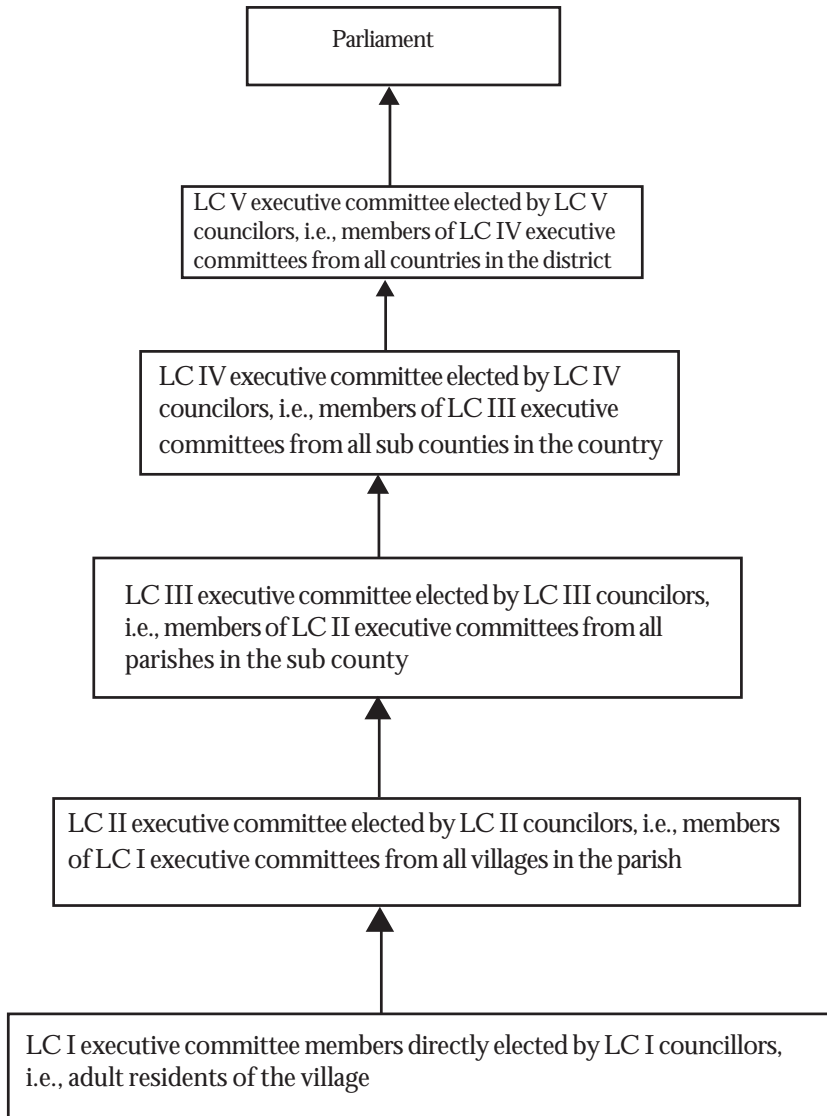 Parliament
LC V executive committee elected by LC V
councilors, i.e., members of LC IV executive
committees from all countries in the district
LC IV executive committee elected by LC IV
councilors, i.e., members of LC III executive
committees from all sub counties in the country
LC III executive committee elected by LC III councilors,
i.e., members of LC II executive committees from all
parishes in the sub county
LC II executive committee elected by LC II councilors, i.e., members
of LC I executive committees from all villages in the parish
LC I executive committee members directly elected by LC I councillors,
i.e., adult residents of the village